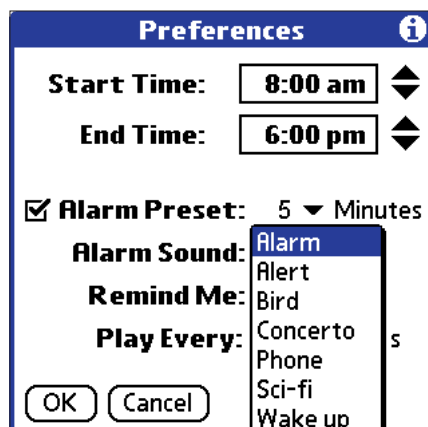 Preferences i
Start Time: 8:00 am
End Time: 6:00 pm
Alarm Preset: 5 Minutes
Alarm Sound: Alarm
Alert
Remind Me: Bird
Play Every: Concerto s
Phone
Sci-fi
OK Cancel Wake up